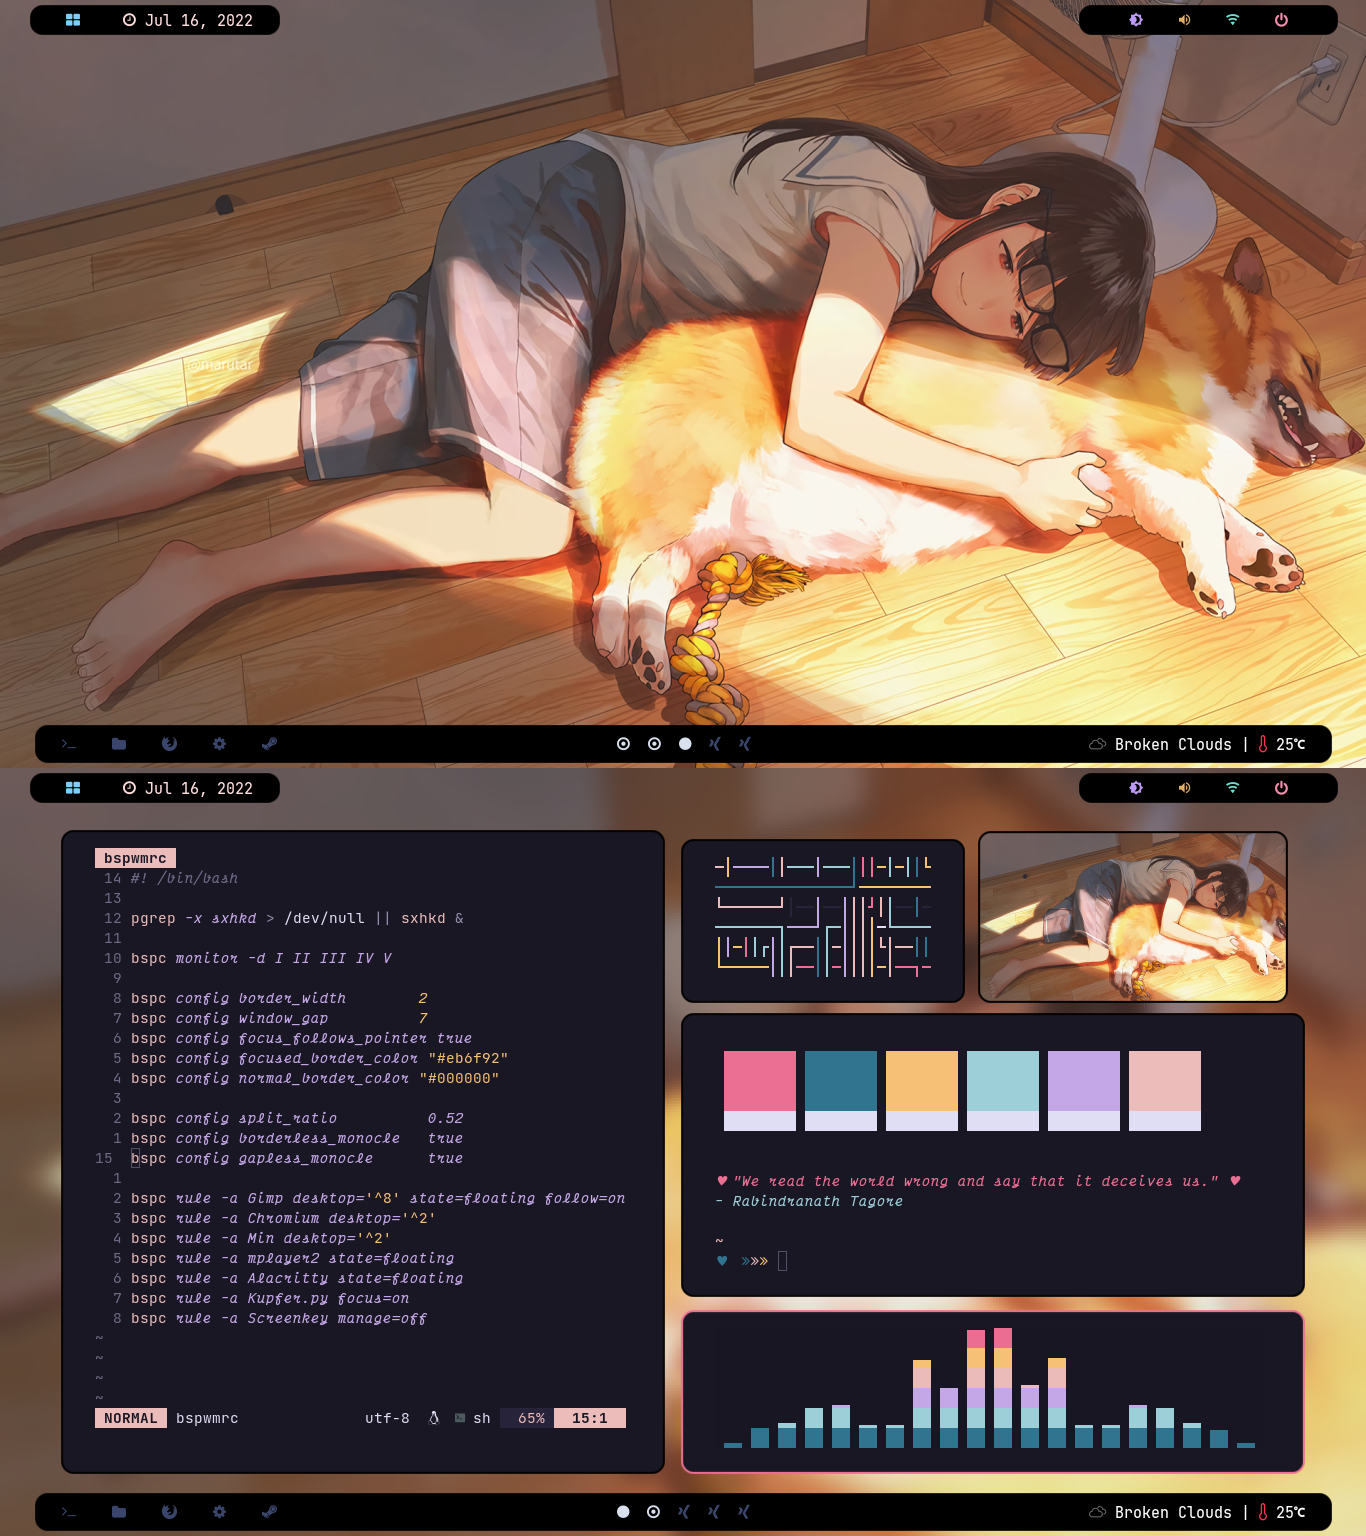 Jul 16, 2022
@marutar
Broken Clouds | 25℃
Jul 16, 2022
bspwmrc
14 #! /bin/bash
13
12 pgrep -x sxhkd > /dev/null || sxhkd &
11
10 bspc monitor -d I II III IV V
9
8 bspc config border_width 2
7 bspc config window_gap 7
6 bspc config focus_follows_pointer true
5 bspc config focused_border_color "#eb6f92"
4 bspc config normal_border_color "#000000"
3
2 bspc config split_ratio 0.52
1 bspc config borderless_monocle true
15 bspc config gapless_monocle true
1
2 bspc rule -a Gimp desktop='^8' state=floating follow=on
3 bspc rule -a Chromium desktop='^2'
4 bspc rule -a Min desktop='^2'
5 bspc rule -a mplayer2 state=floating
6 bspc rule -a Alacritty state=floating
7 bspc rule -a Kupfer.py focus=on
8 bspc rule -a Screenkey manage=off
~
~
~
~
NORMAL bspwmrc utf-8 sh 65% 15:1
♥ "We read the world wrong and say that it deceives us." ♥
- Rabindranath Tagore
~
♥ »»»
Broken Clouds | 25℃